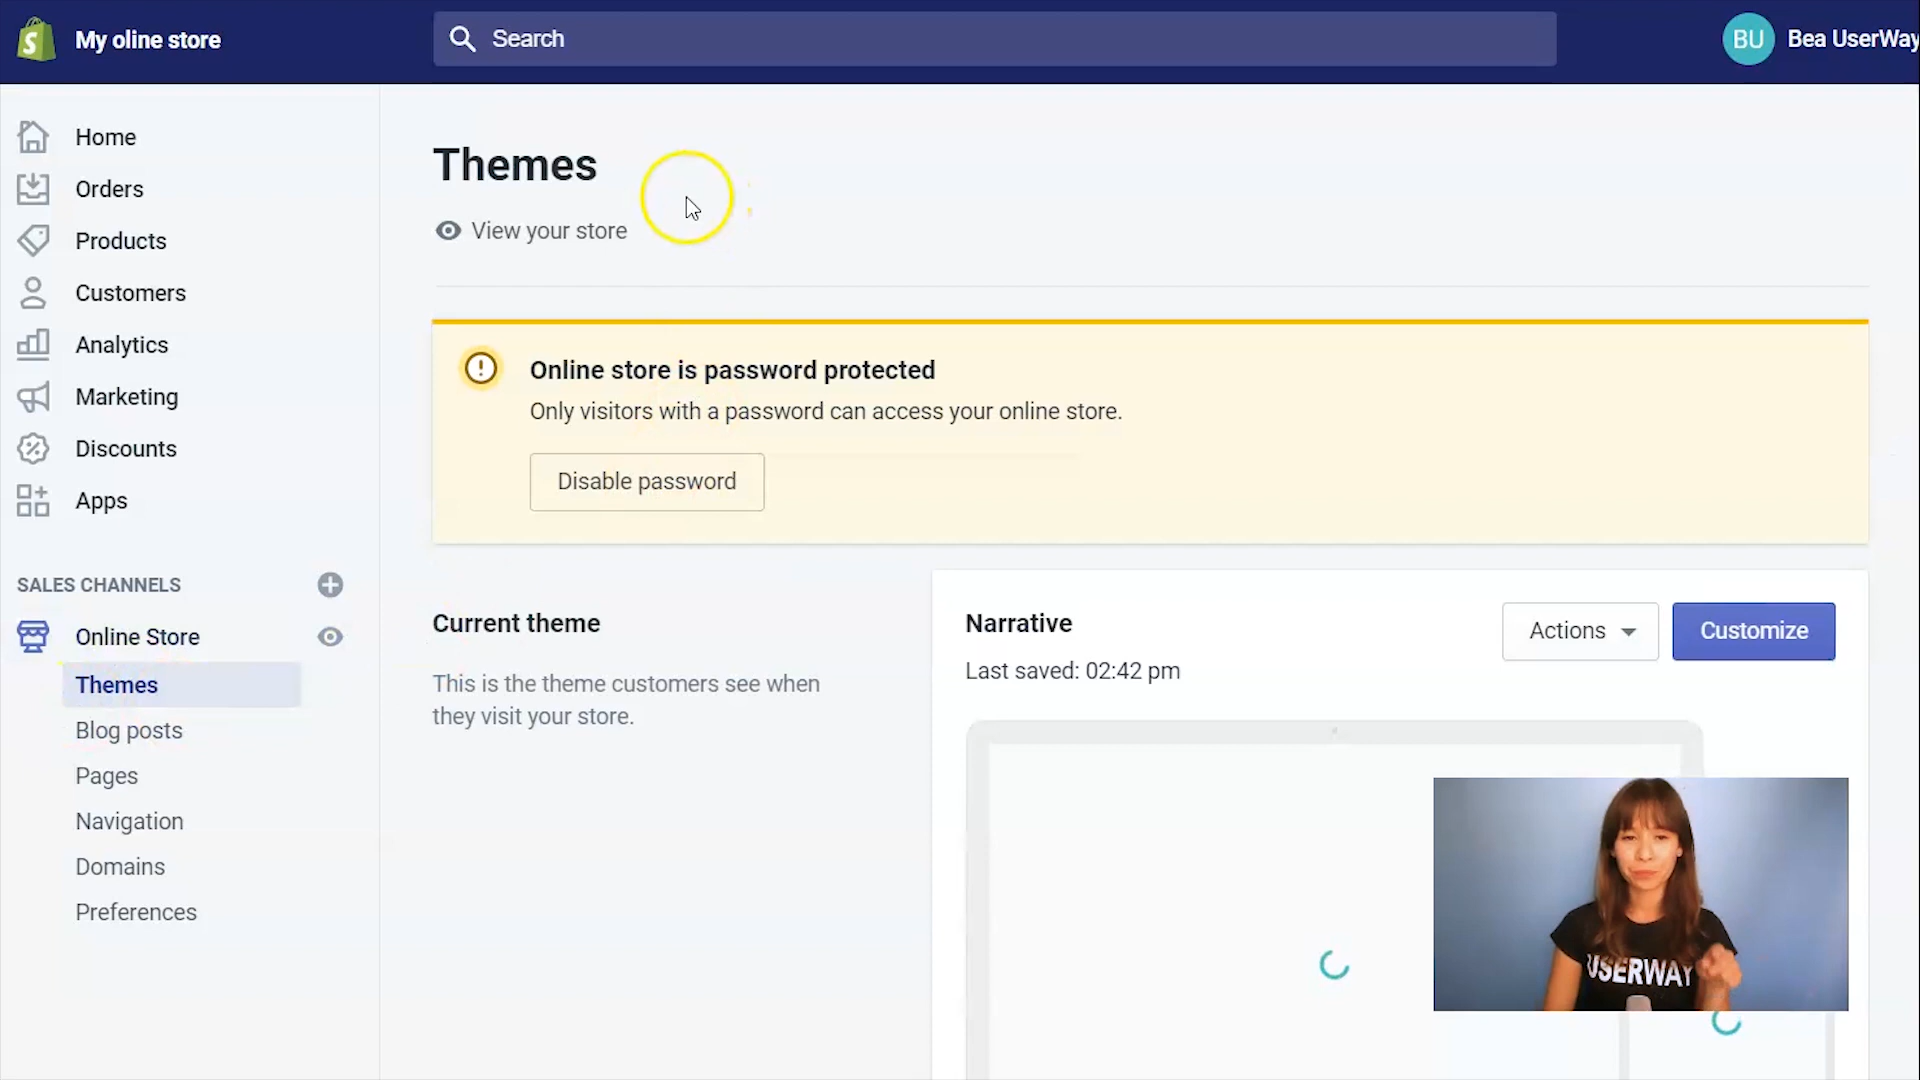 My oline store
Search
BU
Bea UserWay
Home
Orders
Products
Customers
Analytics
Marketing
Discounts
Apps
SALES CHANNELS
Online Store
Themes
Blog posts
Pages
Navigation
Domains
Preferences
Themes
View your store
Online store is password protected
Only visitors with a password can access your online store.
Disable password
Current theme
This is the theme customers see when
they visit your store.
Narrative
Last saved: 02:42 pm
Actions
Customize
USERWAY